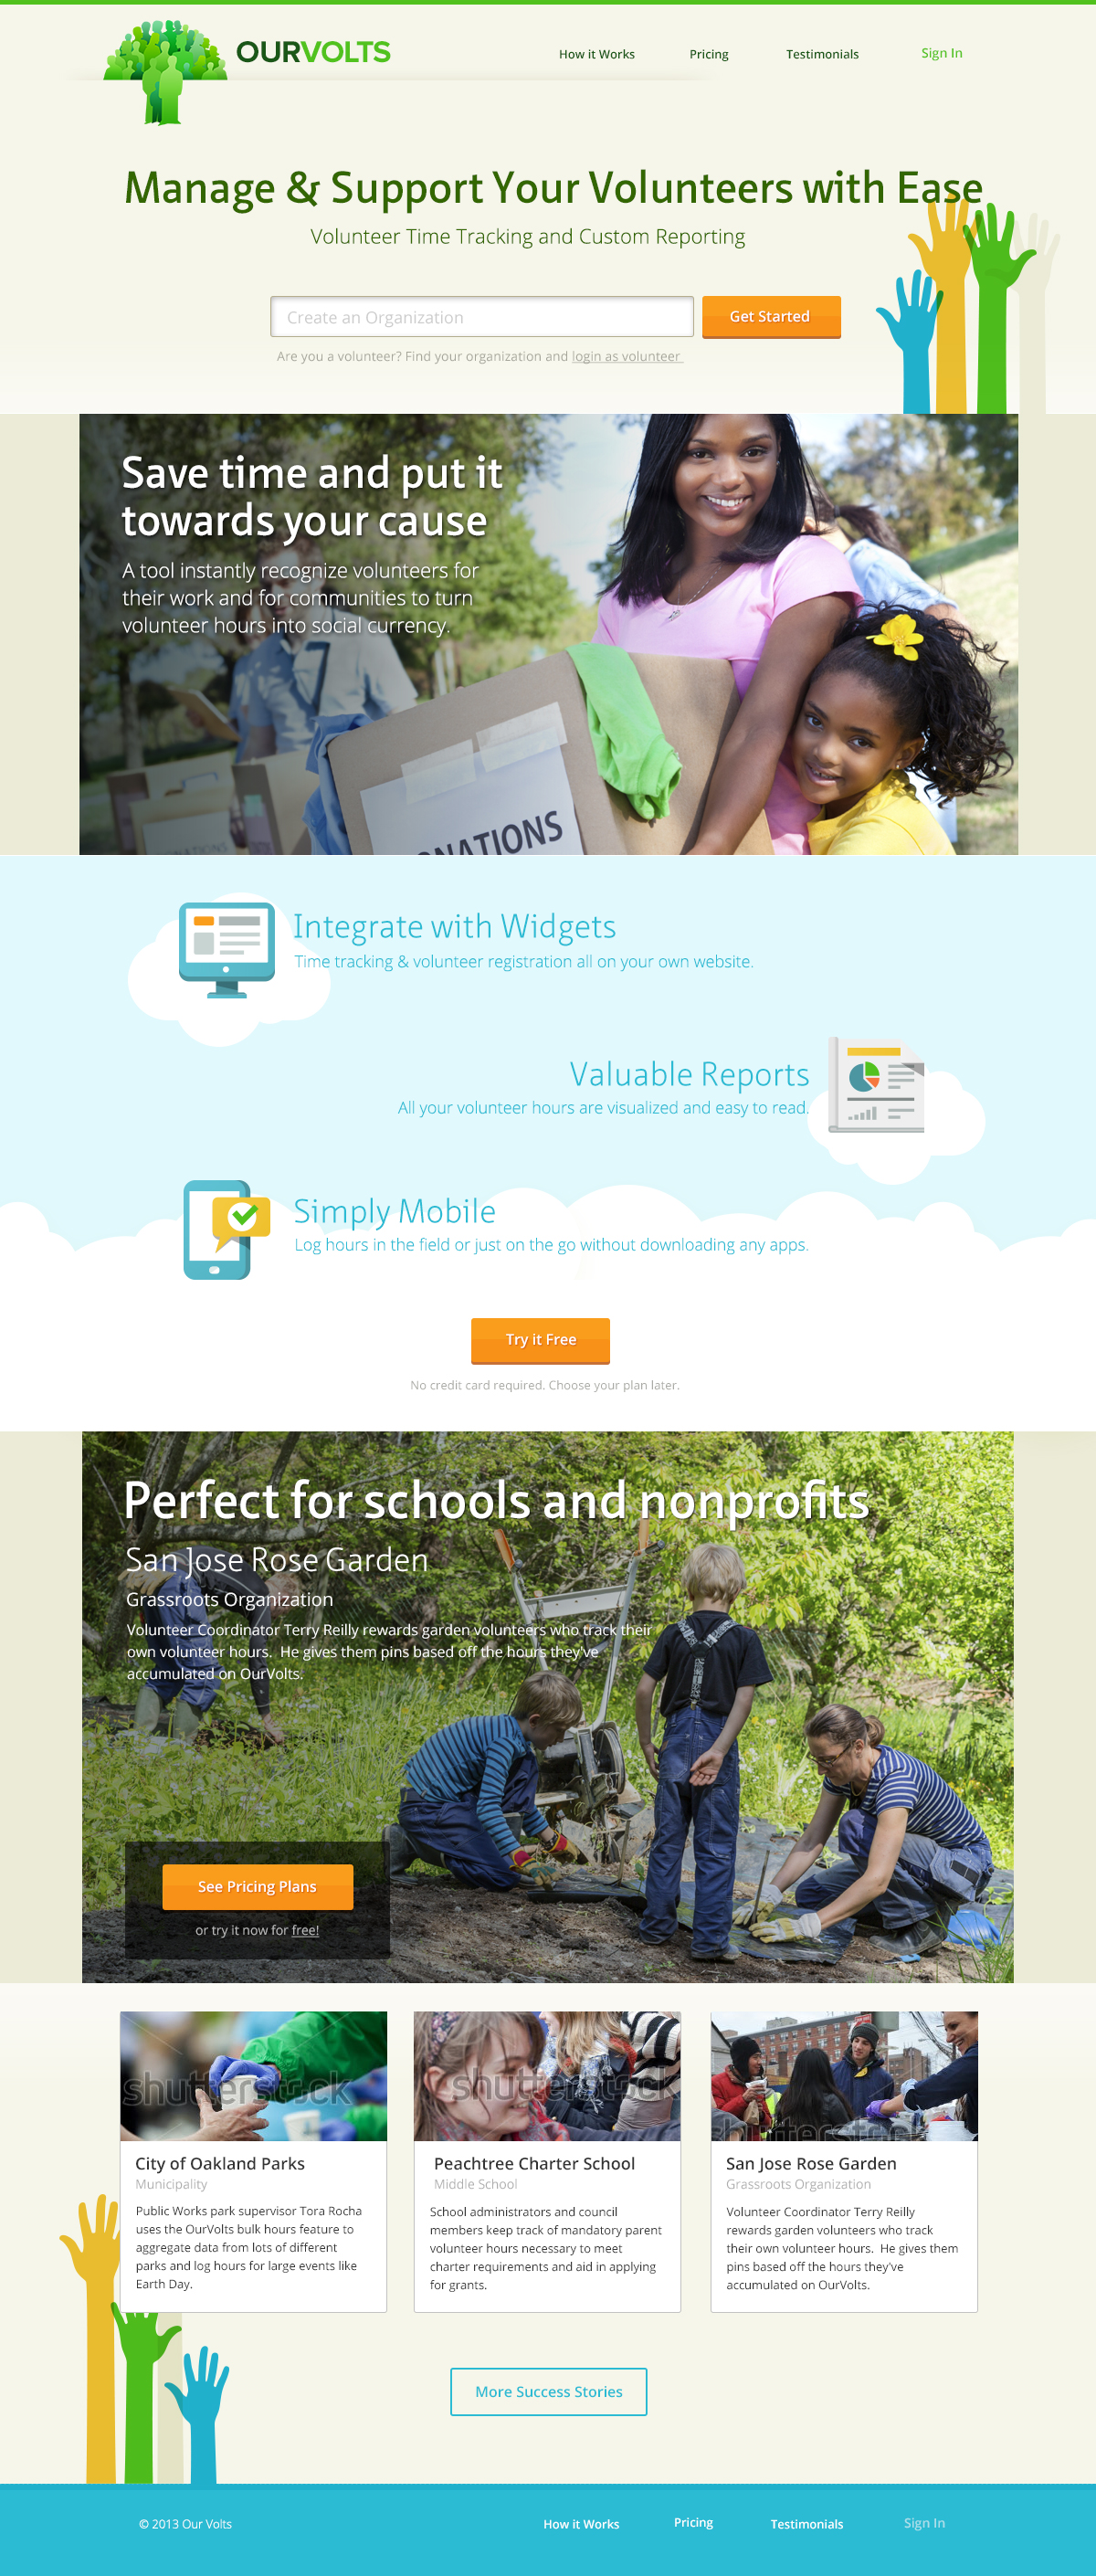 OURVOLTS
How it Works
Pricing
Testimonials
Sign In
Manage & Support Your Volunteers with Ease
Volunteer Time Tracking and Custom Reporting
Create an Organization
Get Started
Are you a volunteer? Find your organization and login as volunteer
Save time and put it
towards your cause
A tool instantly recognize volunteers for
their work and for communities to turn
volunteer hours into social currency.
NATIONS
Integrate with Widgets
Time tracking & volunteer registration all on your own website.
Valuable Reports
All your volunteer hours are visualized and easy to read.
Simply Mobile
Log hours in the field or just on the go without downloading any apps.
Try it Free
No credit card required. Choose your plan later.
Perfect for schools and nonprofits
San Jose Rose Garden
Grassroots Organization
Volunteer Coordinator Terry Reilly rewards garden volunteers who track their
own volunteer hours. He gives them pins based off the hours they've
accumulated on OurVolts.
See Pricing Plans
or try it now for free!
shutterstock
shutterstock
shutterstock
City of Oakland Parks
Municipality
Public Works park supervisor Tora Rocha
uses the OurVolts bulk hours feature to
aggregate data from lots of different
parks and log hours for large events like
Earth Day.
Peachtree Charter School
Middle School
School administrators and council
members keep track of mandatory parent
volunteer hours necessary to meet
charter requirements and aid in applying
for grants.
San Jose Rose Garden
Grassroots Organization
Volunteer Coordinator Terry Reilly
rewards garden volunteers who track
their own volunteer hours. He gives them
pins based off the hours they've
accumulated on OurVolts.
More Success Stories
© 2013 Our Volts
How it Works
Pricing
Testimonials
Sign In